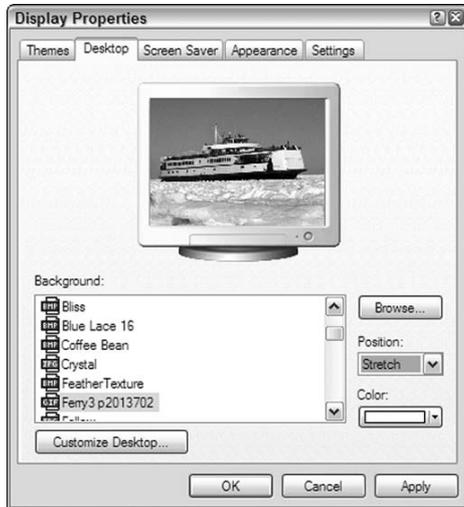 Display Properties
Themes Desktop Screen Saver Appearance Settings
Background:
Bliss
Blue Lace 16
Coffee Bean
Crystal
FeatherTexture
Ferry3 p2013702
Browse...
Position:
Stretch
Color:
Customize Desktop...
OK Cancel Apply